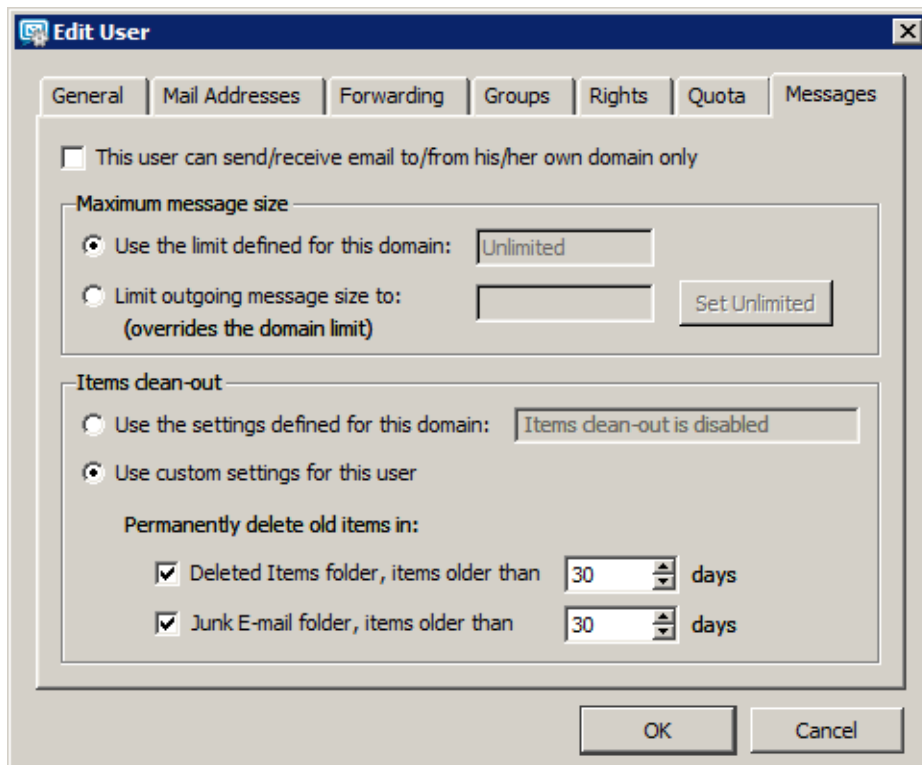 Edit User
General Mail Addresses Forwarding Groups Rights Quota Messages
This user can send/receive email to/from his/her own domain only
Maximum message size
Use the limit defined for this domain: Unlimited
Limit outgoing message size to: Set Unlimited
(overrides the domain limit)
Items clean-out
Use the settings defined for this domain: Items clean-out is disabled
Use custom settings for this user
Permanently delete old items in:
Deleted Items folder, items older than 30 days
Junk E-mail folder, items older than 30 days
OK Cancel